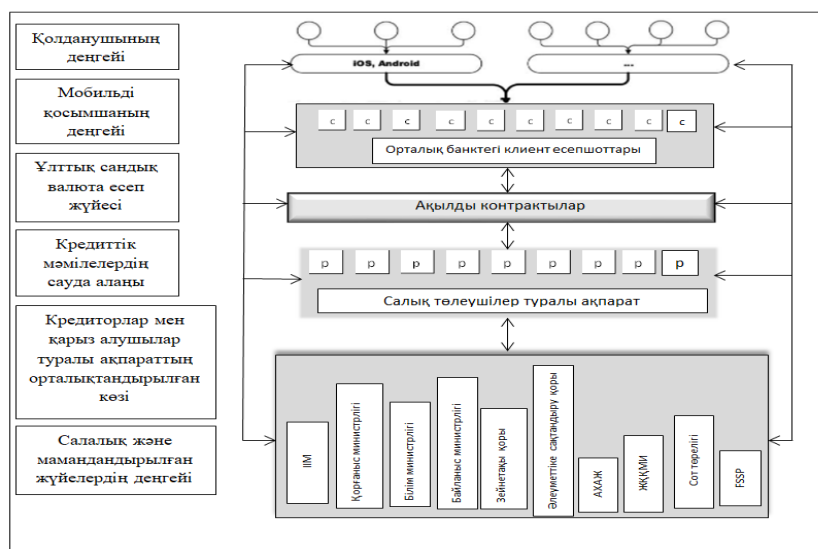 Қолданушының
деңгейі
Мобильді
қосымшаның
деңгейі
Ұлттық сандық
валюта есеп
жүйесі
Кредиттік
мәмілелердің
сауда алаңы
Кредиторлар мен
қарыз алушылар
туралы ақпараттың
орталықтандырылған
көзі
Салалық және
мамандандырылған
жүйелердің деңгейі
iOS, Android
...
с с с с с с с с с с
Орталық банктегі клиент есепшоттары
Ақылды контрактылар
р р р р р р р р р
Салық төлеушілер туралы ақпарат
ІІМ
Қорғаныс министрлігі
Білім министрлігі
Байланыс министрлігі
Зейнетақы қоры
Әлеуметтіке сақтандыру қоры
АХАЖ
ЖҚҚМИ
Сот төрелігі
FSSP